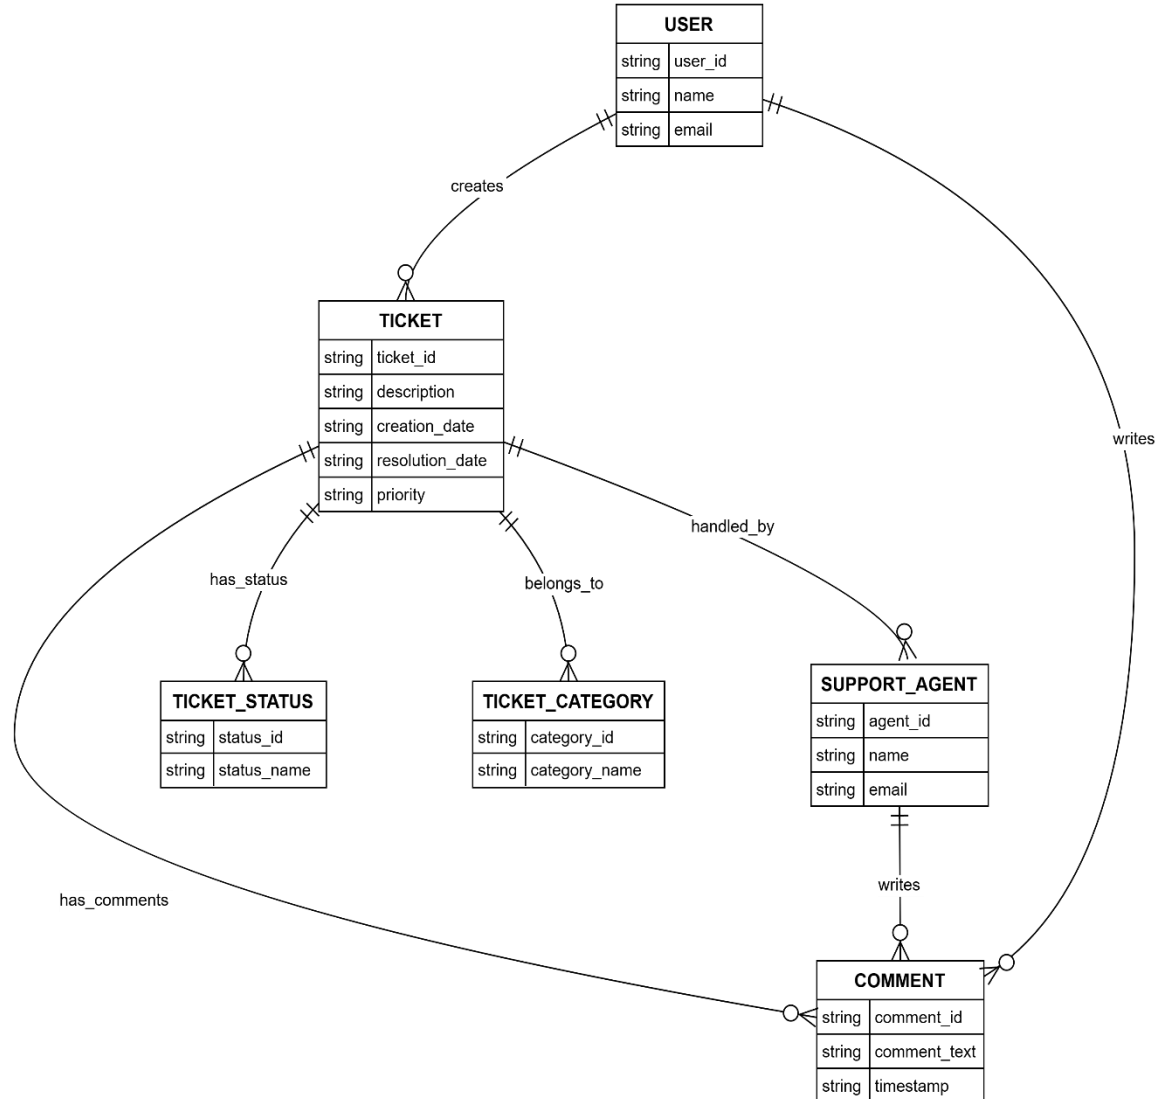 USER
string user_id
string name
string email
creates
writes
TICKET
string ticket_id
string description
string creation_date
string resolution_date
string priority
handled_by
has_status
belongs_to
TICKET_STATUS
string status_id
string status_name
TICKET_CATEGORY
string category_id
string category_name
SUPPORT_AGENT
string agent_id
string name
string email
writes
has_comments
COMMENT
string comment_id
string comment_text
string timestamp